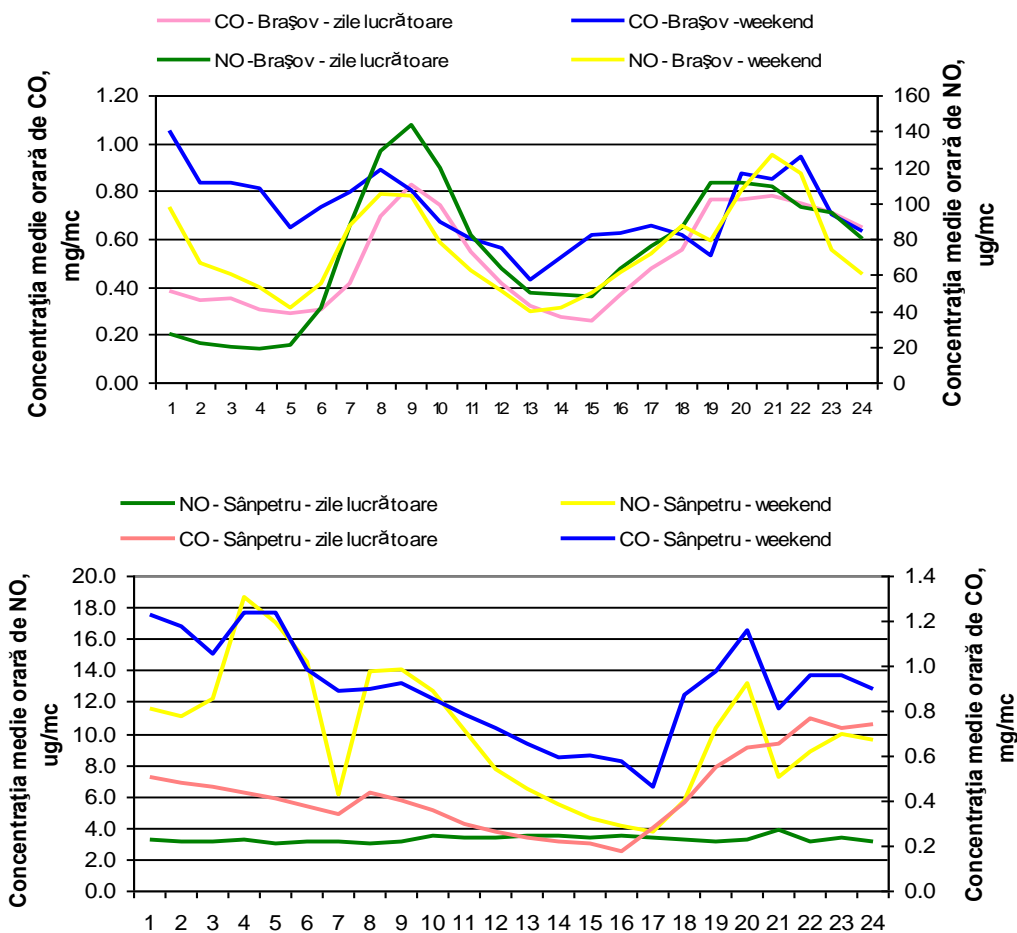 CO - Brașov - zile lucrătoare
CO -Brașov -weekend
NO -Brașov - zile lucrătoare
NO - Brașov - weekend
Concentraţia medie orară de CO,
mg/mc
1.20
1.00
0.80
0.60
0.40
0.20
0.00
160
140
120
100
80
60
40
20
0
Concentraţia medie orară de NO,
ug/mc
1 2 3 4 5 6 7 8 9 10 11 12 13 14 15 16 17 18 19 20 21 22 23 24
NO - Sânpetru - zile lucrătoare
NO - Sânpetru - weekend
CO - Sânpetru - zile lucrătoare
CO - Sânpetru - weekend
Concentraţia medie orară de NO,
ug/mc
20.0
18.0
16.0
14.0
12.0
10.0
8.0
6.0
4.0
2.0
0.0
1.4
1.2
1.0
0.8
0.6
0.4
0.2
0.0
Concentraţia medie orară de CO,
mg/mc
1 2 3 4 5 6 7 8 9 10 11 12 13 14 15 16 17 18 19 20 21 22 23 24